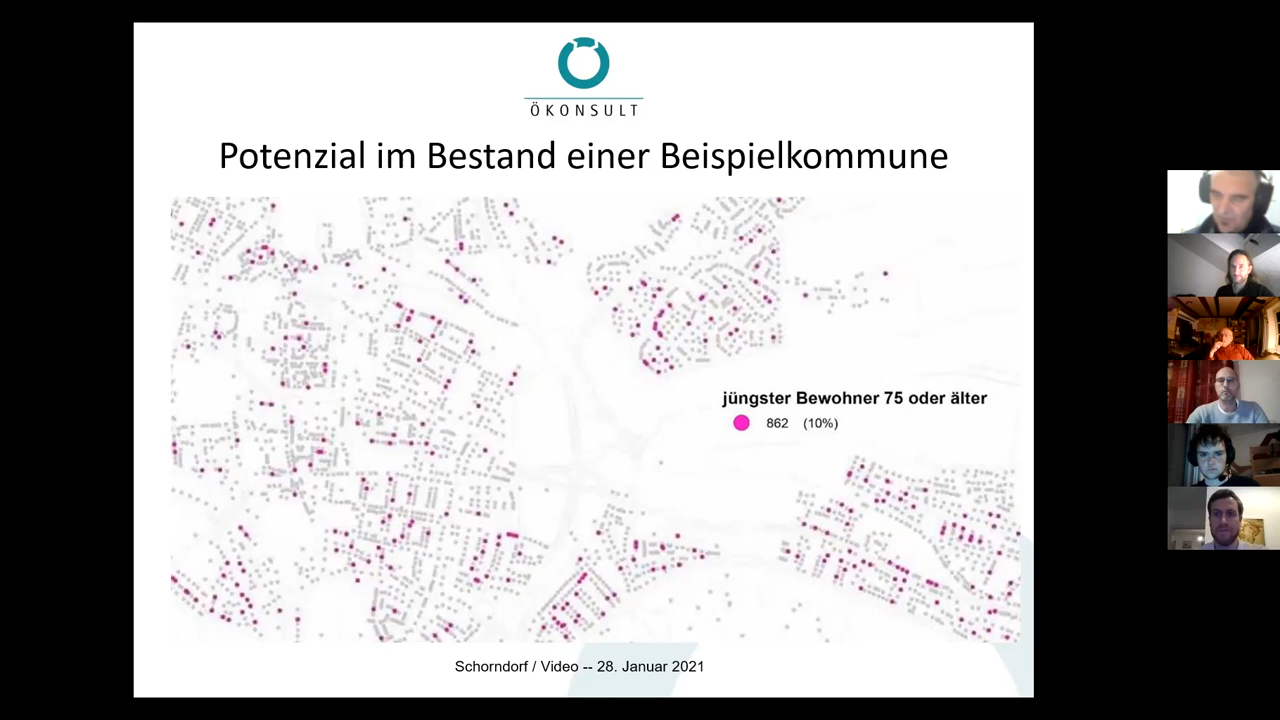 ÖKONSULT
Potenzial im Bestand einer Beispielkommune
jüngster Bewohner 75 oder älter
862 (10%)
Schorndorf / Video -- 28. Januar 2021